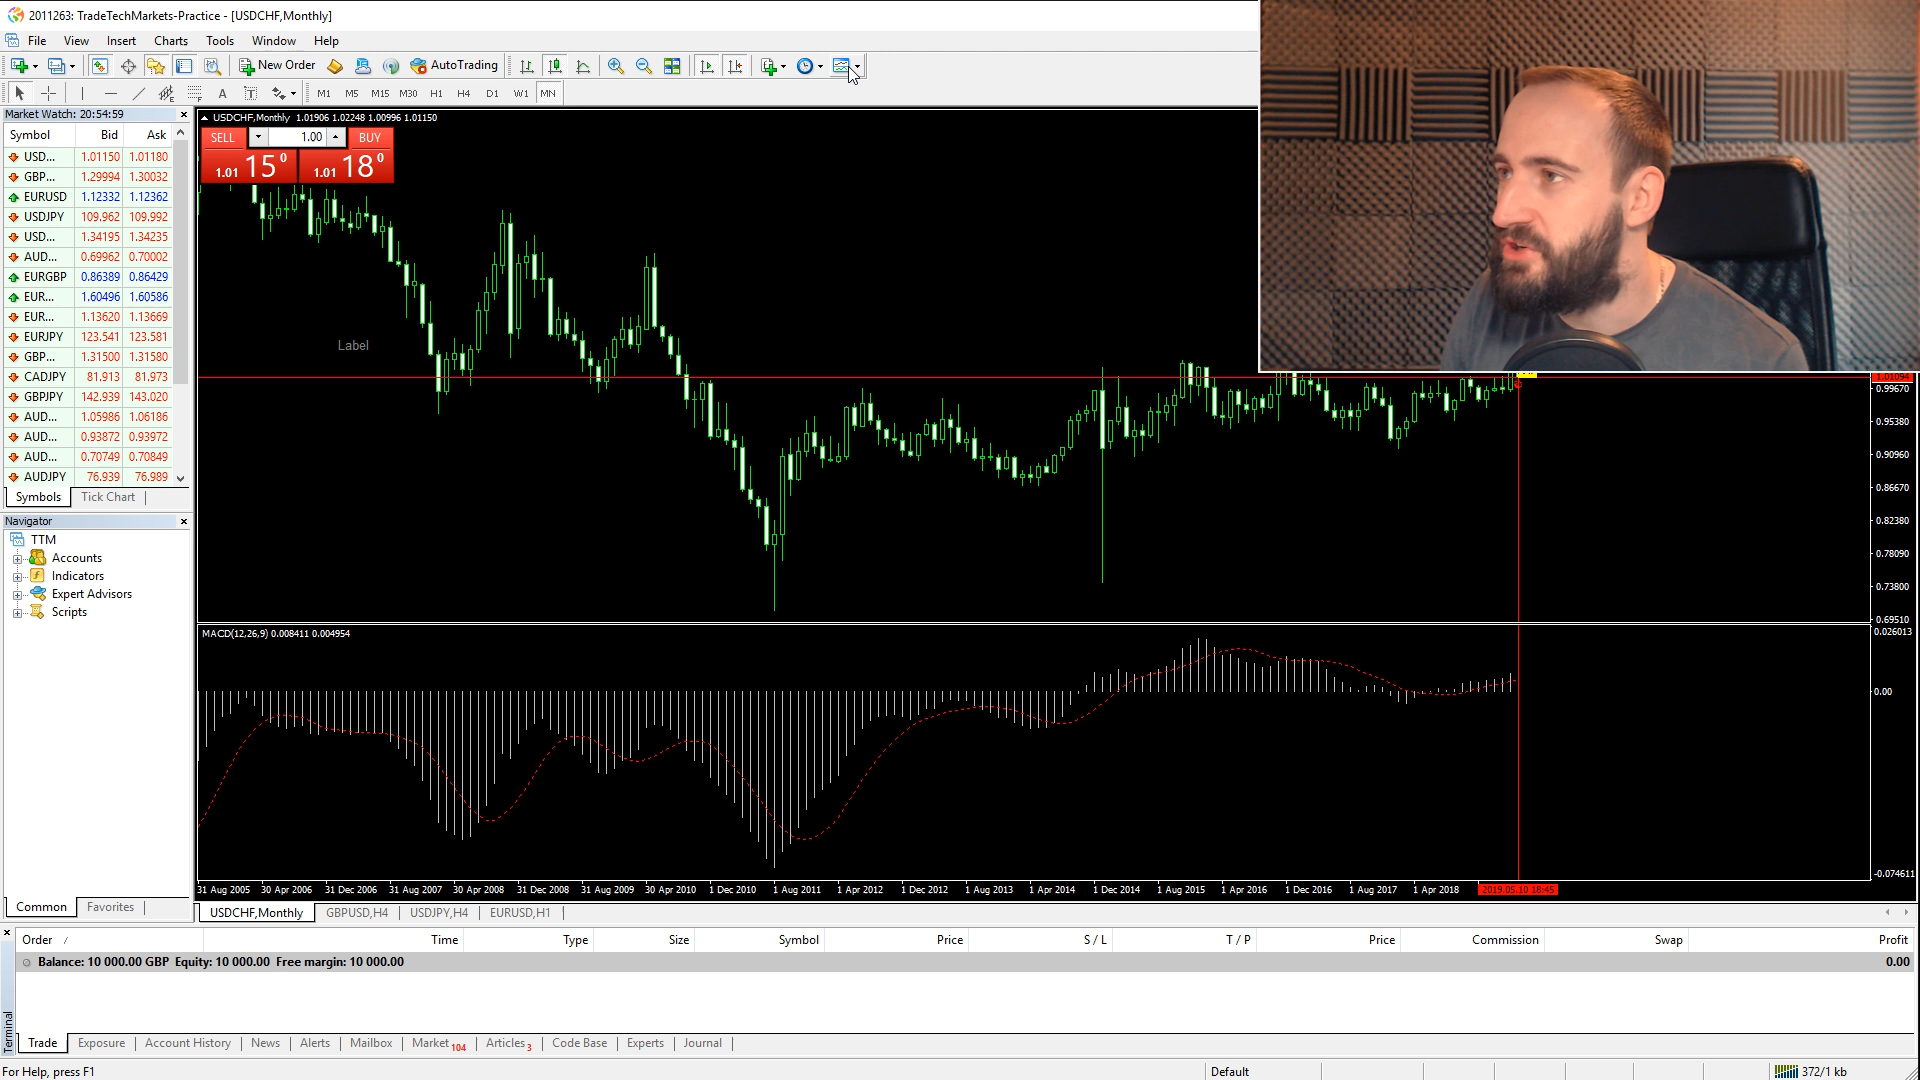 2011263: TradeTechMarkets-Practice - [USDCHF,Monthly]
File View Insert Charts Tools Window Help
New Order AutoTrading
A T M1 M5 M15 M30 H1 H4 D1 W1 MN
Market Watch: 20:54:59
Symbol Bid Ask
USD... 1.01150 1.01180
GBP... 1.29994 1.30032
EURUSD 1.12332 1.12362
USDJPY 109.962 109.992
USD... 1.34195 1.34235
AUD... 0.69962 0.70002
EURGBP 0.86389 0.86429
EUR... 1.60496 1.60586
EUR... 1.13620 1.13669
EURJPY 123.541 123.581
GBP... 1.31500 1.31580
CADJPY 81.913 81.973
GBPJPY 142.939 143.020
AUD... 1.05986 1.06186
AUD... 0.93872 0.93972
AUD... 0.70749 0.70849
AUDJPY 76.939 76.989
Symbols Tick Chart
Navigator
TTM
Accounts
Indicators
Expert Advisors
Scripts
Common Favorites
USDCHF,Monthly 1.01906 1.02248 1.00996 1.01150
SELL 1.00 BUY
1.01 15 0 1.01 18 0
Label
0.99670
0.95380
0.90960
0.86670
0.82380
0.78090
0.73800
0.69510
MACD(12,26,9) 0.008411 0.004954
0.026013
0.00
-0.074611
31 Aug 2005 30 Apr 2006 31 Dec 2006 31 Aug 2007 30 Apr 2008 31 Dec 2008 31 Aug 2009 30 Apr 2010 1 Dec 2010 1 Aug 2011 1 Apr 2012 1 Dec 2012 1 Aug 2013 1 Apr 2014 1 Dec 2014 1 Aug 2015 1 Apr 2016 1 Dec 2016 1 Aug 2017 1 Apr 2018 2019.05.10 18:45
USDCHF,Monthly GBPUSD,H4 USDJPY,H4 EURUSD,H1
Order / Time Type Size Symbol Price S / L T / P Price Commission Swap Profit
Balance: 10 000.00 GBP Equity: 10 000.00 Free margin: 10 000.00 0.00
Terminal
Trade Exposure Account History News Alerts Mailbox Market 104 Articles 3 Code Base Experts Journal
For Help, press F1 Default 372/1 kb